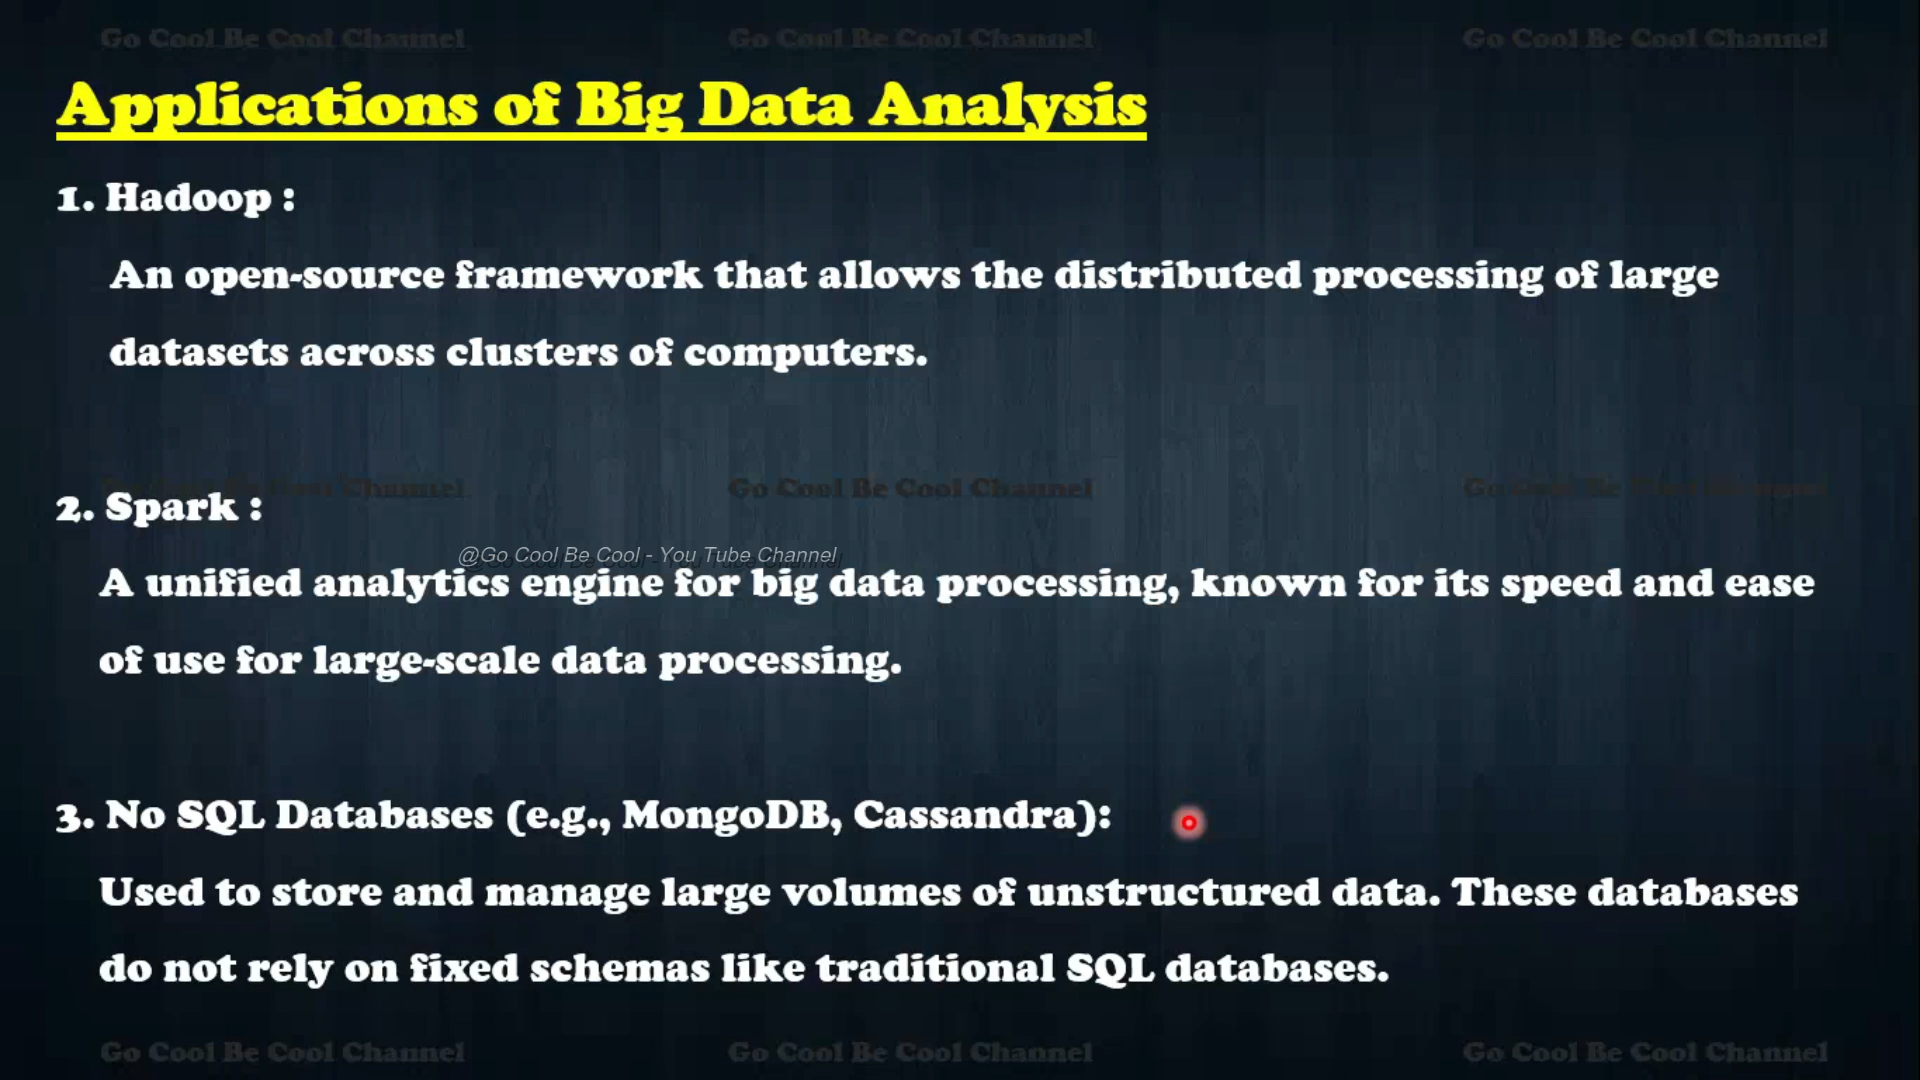 Go Cool Be Cool Channel Go Cool Be Cool Channel Go Cool Be Cool Channel
Applications of Big Data Analysis
1. Hadoop :
An open-source framework that allows the distributed processing of large
datasets across clusters of computers.
Go Cool Be Cool Channel Go Cool Be Cool Channel
2. Spark :
@Go Cool Be Cool - You Tube Channel
A unified analytics engine for big data processing, known for its speed and ease
of use for large-scale data processing.
3. No SQL Databases (e.g., MongoDB, Cassandra):
Used to store and manage large volumes of unstructured data. These databases
do not rely on fixed schemas like traditional SQL databases.
Go Cool Be Cool Channel Go Cool Be Cool Channel Go Cool Be Cool Channel